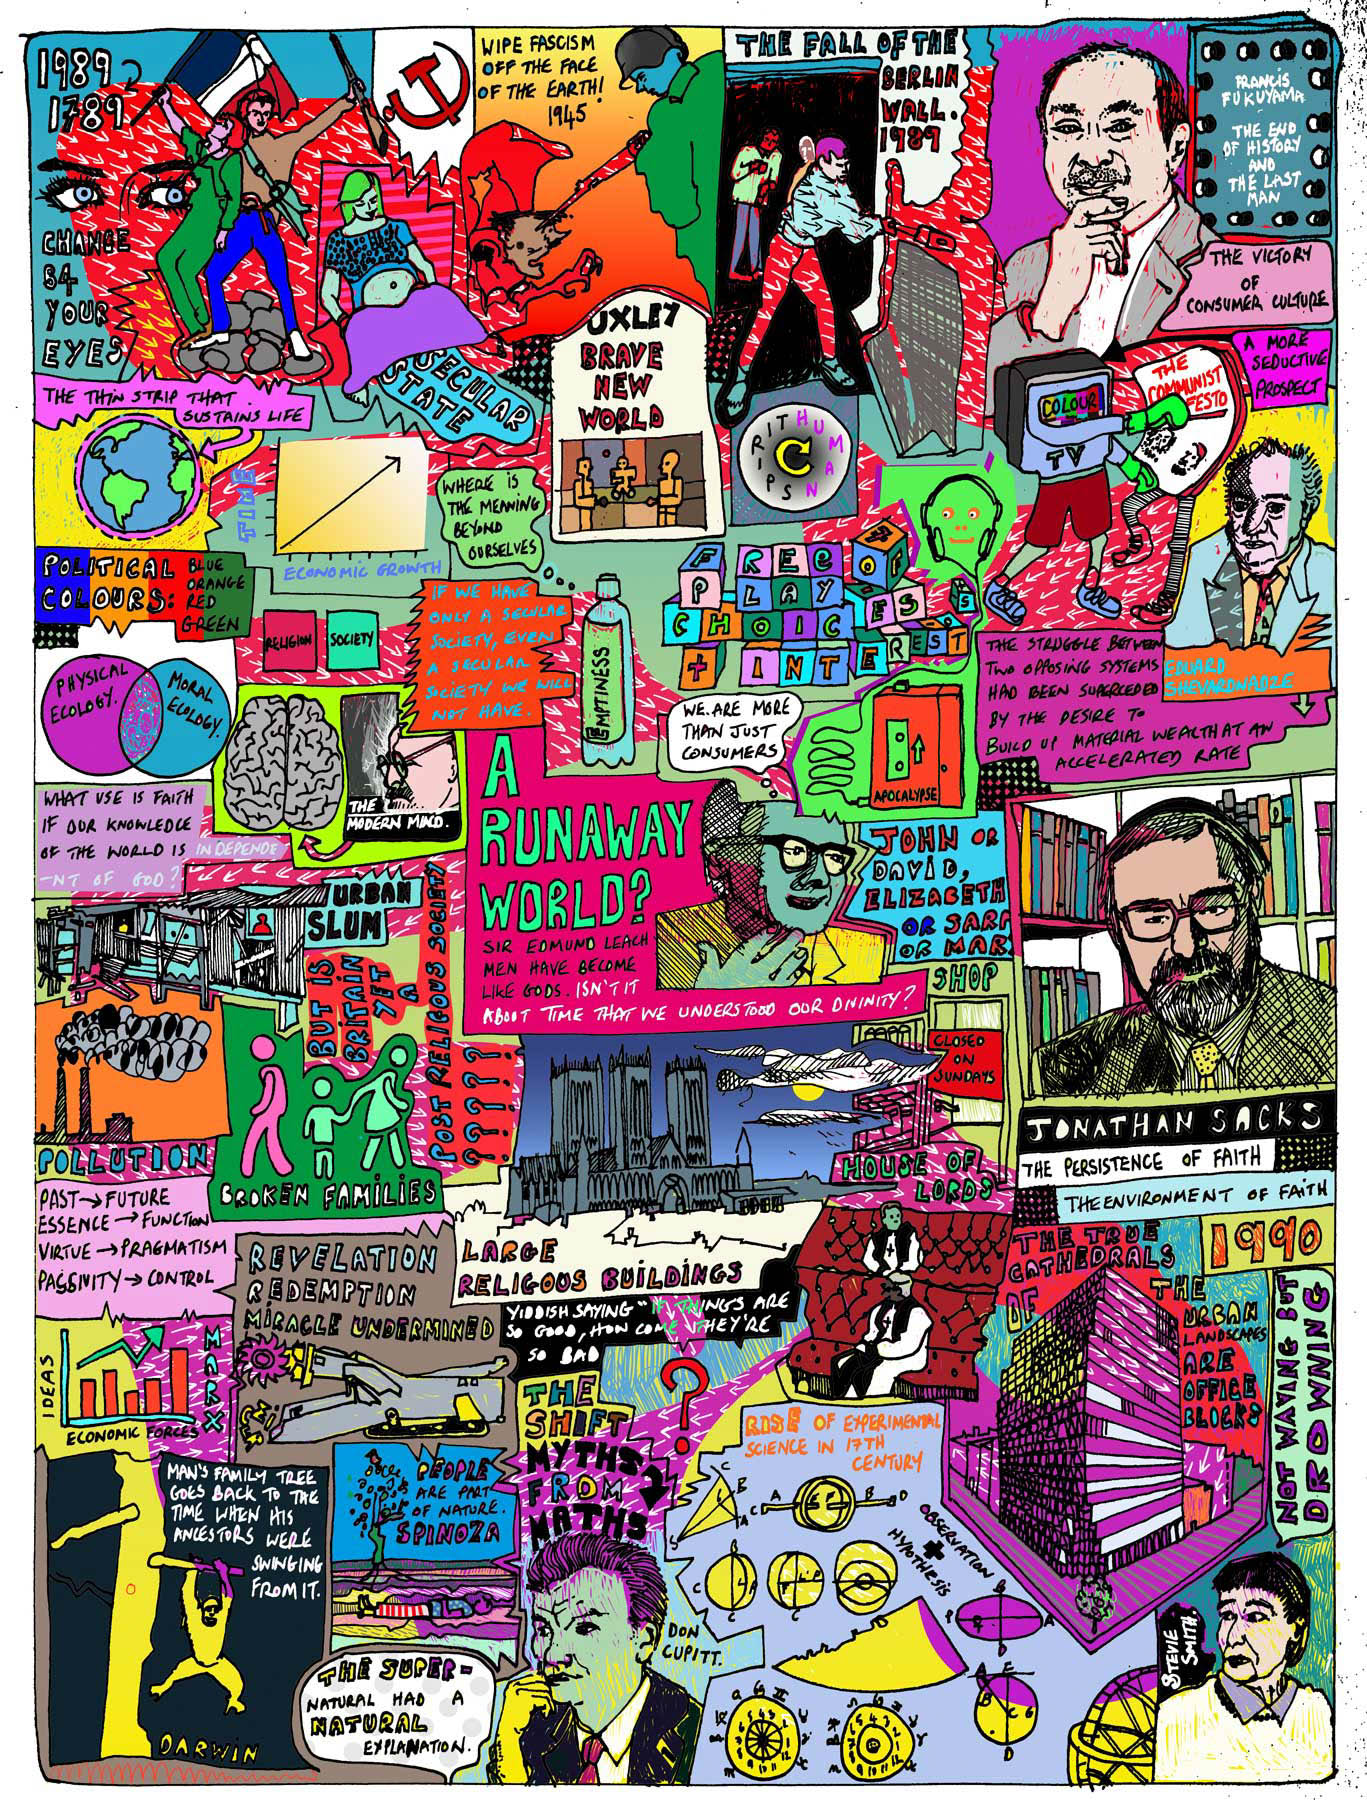 1989
1789
CHANGE
B4
YOUR
EYES
WIPE FASCISM
OFF THE FACE
OF THE EARTH!
1945
THE FALL OF THE
BERLIN
WALL.
1989
FRANCIS
FUKUYAMA
-
THE END
OF HISTORY
AND
THE LAST
MAN
THE VICTORY
OF
CONSUMER CULTURE
A MORE
SEDUCTIVE
PROSPECT
THE
COMMUNIST
FESTO
COLOUR
TV
UXLEY
BRAVE
NEW
WORLD
SECULAR
STATE
THE THIN STRIP THAT
SUSTAINS LIFE
TIME
ECONOMIC GROWTH
WHERE IS
THE MEANING
BEYOND
OURSELVES
HUMAN
SPIRIT
C
POLITICAL
COLOURS:
BLUE
ORANGE
RED
GREEN
RELIGION
SOCIETY
IF WE HAVE
ONLY A SECULAR
SOCIETY, EVEN
A SECULAR
SOCIETY WE WILL
NOT HAVE.
EMPTINESS
FREE OF
PLAY
CHOICES
+ INTEREST
WE ARE MORE
THAN JUST
CONSUMERS
APOCALYPSE
THE STRUGGLE BETWEEN
TWO OPPOSING SYSTEMS
HAD BEEN SUPERCEDED
BY THE DESIRE TO
BUILD UP MATERIAL WEALTH AT AN
ACCELERATED RATE
EDUARD
SHEVARDNADZE
PHYSICAL
ECOLOGY.
MORAL
ECOLOGY.
THE
MODERN MIND.
WHAT USE IS FAITH
IF OUR KNOWLEDGE
OF THE WORLD IS INDEPENDE
-NT OF GOD?
A
RUNAWAY
WORLD?
SIR EDMUND LEACH
MEN HAVE BECOME
LIKE GODS. ISN'T IT
ABOUT TIME THAT WE UNDERSTOOD OUR DIVINITY?
JOHN OR
DAVID,
ELIZABETH
OR SARA
OR MAR
SHOP
CLOSED
ON
SUNDAYS
URBAN
SLUM
BUT IS
BRITAIN
YET
A
POST RELIGIOUS SOCIETY
?????
POLLUTION
BROKEN FAMILIES
HOUSE OF
LORDS
JONATHAN SACKS
THE PERSISTENCE OF FAITH
THE ENVIRONMENT OF FAITH
1990
PAST → FUTURE
ESSENCE → FUNCTION
VIRTUE → PRAGMATISM
PASSIVITY → CONTROL
REVELATION
REDEMPTION
MIRACLE UNDERMINED
LARGE
RELIGOUS BUILDINGS
YIDDISH SAYING "IF THINGS ARE
SO GOOD, HOW COME THEY'RE
SO BAD
THE TRUE
CATHEDRALS
OF
THE
URBAN
LANDSCAPES
ARE
OFFICE
BLOCKS
NOT WAVING BUT
DROWNING
IDEAS
MARX
ECONOMIC FORCES
THE
SHIFT
MYTHS
FROM
MATHS
?
RISE OF EXPERIMENTAL
SCIENCE IN 17TH
CENTURY
OBSERVATION
+
HYPOTHESIS
MAN'S FAMILY TREE
GOES BACK TO THE
TIME WHEN HIS
ANCESTORS WERE
SWINGING
FROM IT.
DARWIN
PEOPLE
ARE PART
OF NATURE.
SPINOZA
THE SUPER-
NATURAL HAD A
NATURAL
EXPLANATION.
DON
CUPITT.
STEVIE
SMITH